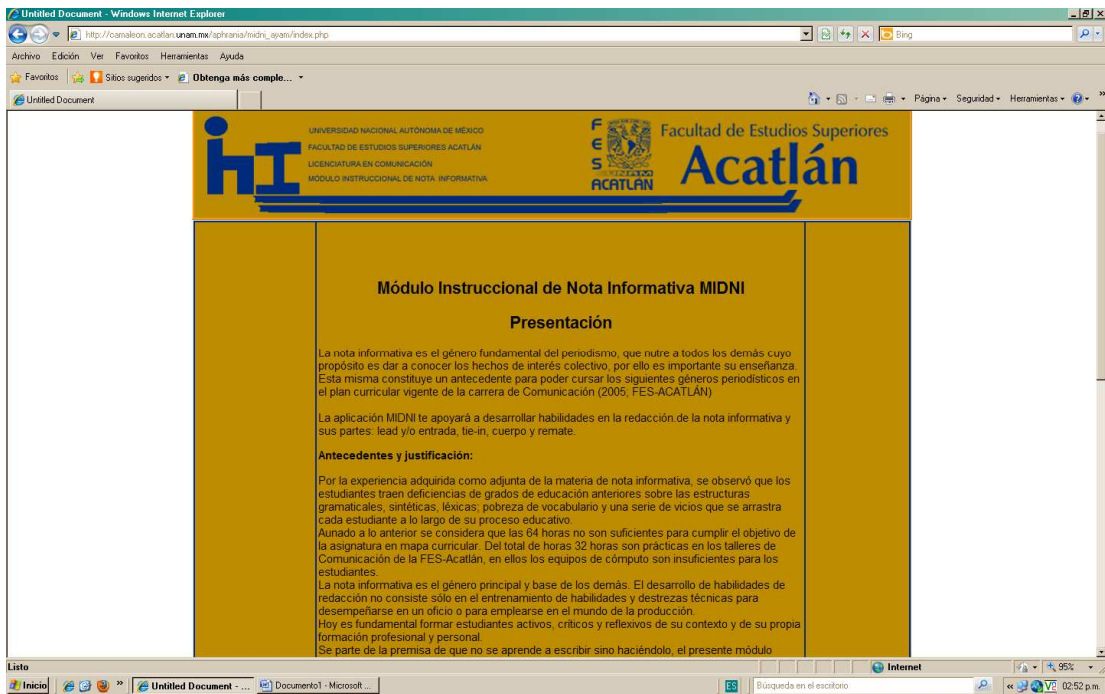 Untitled Document - Windows Internet Explorer
http://camaleon.acatlan.unam.mx/aphrania/midni_ayam/index.php
Bing
Archivo Edición Ver Favoritos Herramientas Ayuda
Favoritos Sitios sugeridos Obtenga más comple...
Untitled Document
Página Seguridad Herramientas
UNIVERSIDAD NACIONAL AUTÓNOMA DE MÉXICO
FACULTAD DE ESTUDIOS SUPERIORES ACATLÁN
LICENCIATURA EN COMUNICACIÓN
MÓDULO INSTRUCCIONAL DE NOTA INFORMATIVA
FES
UNAM
ACATLÁN
Facultad de Estudios Superiores
Acatlán
Módulo Instruccional de Nota Informativa MIDNI
Presentación
La nota informativa es el género fundamental del periodismo, que nutre a todos los demás cuyo
propósito es dar a conocer los hechos de interés colectivo, por ello es importante su enseñanza.
Esta misma constituye un antecedente para poder cursar los siguientes géneros periodísticos en
el plan curricular vigente de la carrera de Comunicación (2005; FES-ACATLÁN)
La aplicación MIDNI te apoyará a desarrollar habilidades en la redacción.de la nota informativa y
sus partes: lead y/o entrada, tie-in, cuerpo y remate.
Antecedentes y justificación:
Por la experiencia adquirida como adjunta de la materia de nota informativa, se observó que los
estudiantes traen deficiencias de grados de educación anteriores sobre las estructuras
gramaticales, sintéticas, léxicas; pobreza de vocabulario y una serie de vicios que se arrastra
cada estudiante a lo largo de su proceso educativo.
Aunado a lo anterior se considera que las 64 horas no son suficientes para cumplir el objetivo de
la asignatura en mapa curricular. Del total de horas 32 horas son prácticas en los talleres de
Comunicación de la FES-Acatlán, en ellos los equipos de cómputo son insuficientes para los
estudiantes.
La nota informativa es el género principal y base de los demás. El desarrollo de habilidades de
redacción no consiste sólo en el entrenamiento de habilidades y destrezas técnicas para
desempeñarse en un oficio o para emplearse en el mundo de la producción.
Hoy es fundamental formar estudiantes activos, críticos y reflexivos de su contexto y de su propia
formación profesional y personal.
Se parte de la premisa de que no se aprende a escribir sino haciéndolo, el presente módulo
Listo
Internet
95%
Inicio
Untitled Document - ...
Documento1 - Microsoft ...
ES
Búsqueda en el escritorio
02:52 p.m.